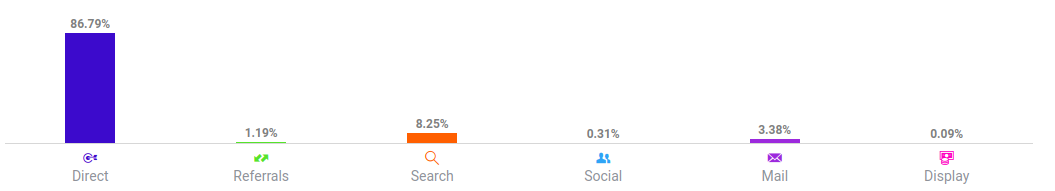 86.79%
1.19%
8.25%
0.31%
3.38%
0.09%
Direct
Referrals
Search
Social
Mail
Display